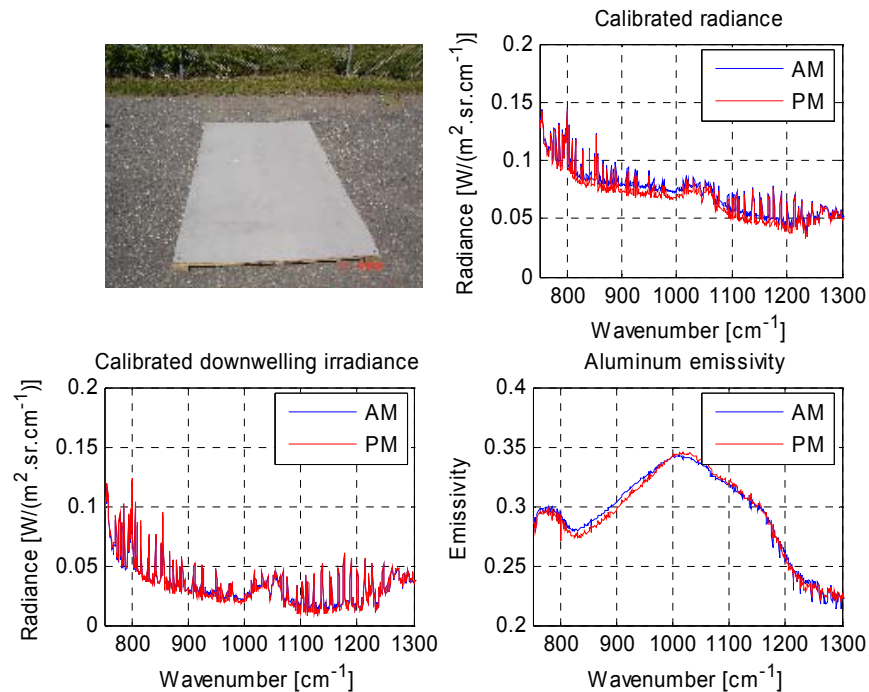 Calibrated radiance
0.2
0.15
0.1
0.05
0
Radiance [W/(m².sr.cm⁻¹)]
AM
PM
800 900 1000 1100 1200 1300
Wavenumber [cm⁻¹]
Calibrated downwelling irradiance
0.2
0.15
0.1
0.05
0
Radiance [W/(m².sr.cm⁻¹)]
AM
PM
800 900 1000 1100 1200 1300
Wavenumber [cm⁻¹]
Aluminum emissivity
0.4
0.35
0.3
0.25
0.2
Emissivity
AM
PM
800 900 1000 1100 1200 1300
Wavenumber [cm⁻¹]